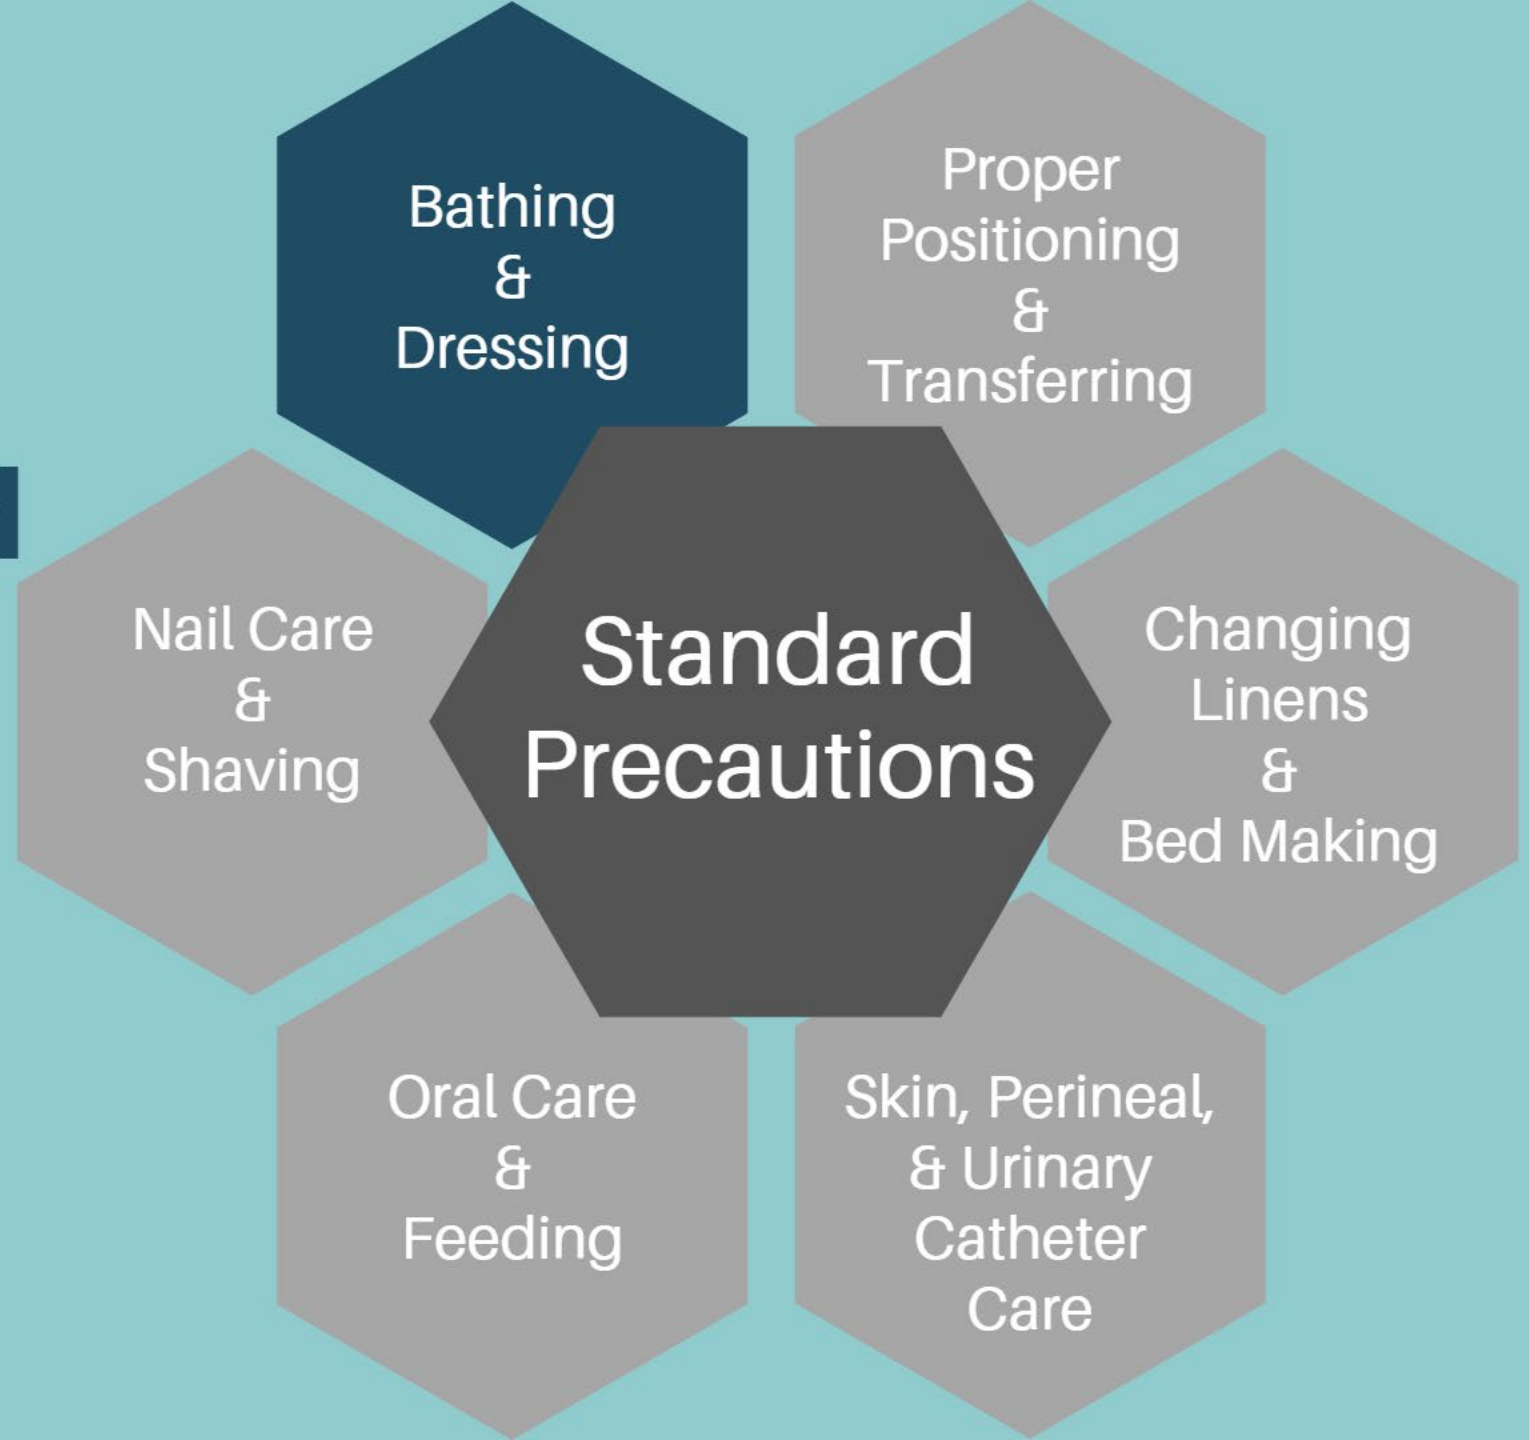 Bathing
&
Dressing
Proper
Positioning
&
Transferring
Nail Care
&
Shaving
Standard
Precautions
Changing
Linens
&
Bed Making
Oral Care
&
Feeding
Skin, Perineal,
& Urinary
Catheter
Care